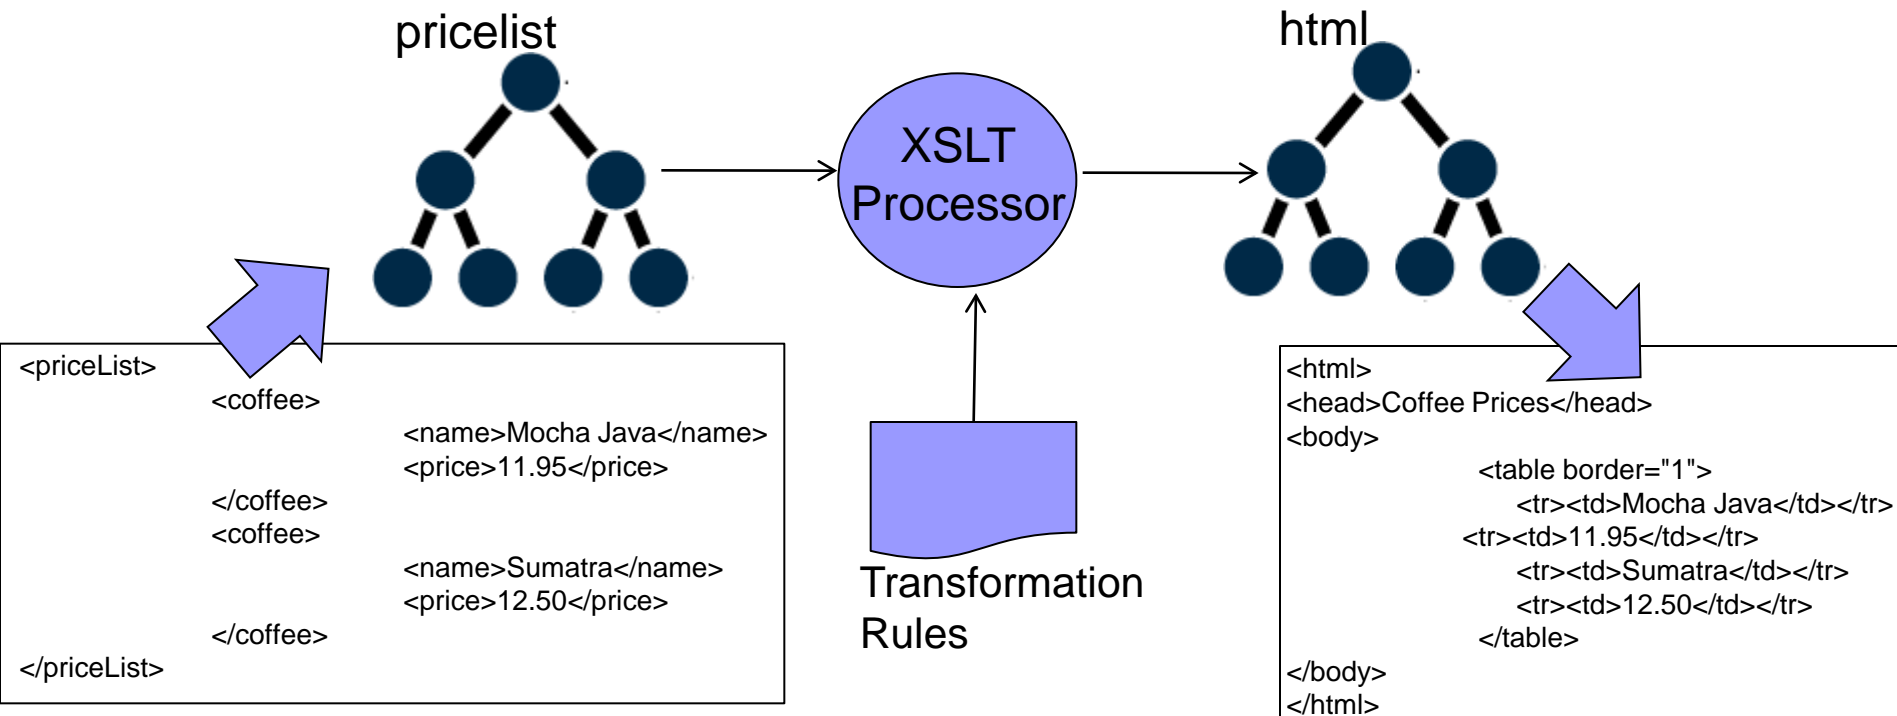 pricelist
html
XSLT
Processor
<priceList>
<coffee>
<name>Mocha Java</name>
<price>11.95</price>
</coffee>
<coffee>
<name>Sumatra</name>
<price>12.50</price>
</coffee>
</priceList>
Transformation
Rules
<html>
<head>Coffee Prices</head>
<body>
<table border="1">
<tr><td>Mocha Java</td></tr>
<tr><td>11.95</td></tr>
<tr><td>Sumatra</td></tr>
<tr><td>12.50</td></tr>
</table>
</body>
</html>